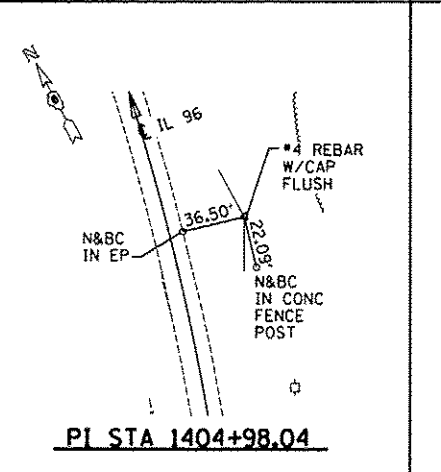 N
℄ IL 96
#4 REBAR
W/CAP
FLUSH
36.50'
22.09'
N&BC
IN EP
N&BC
IN CONC
FENCE
POST
PI STA 1404+98.04